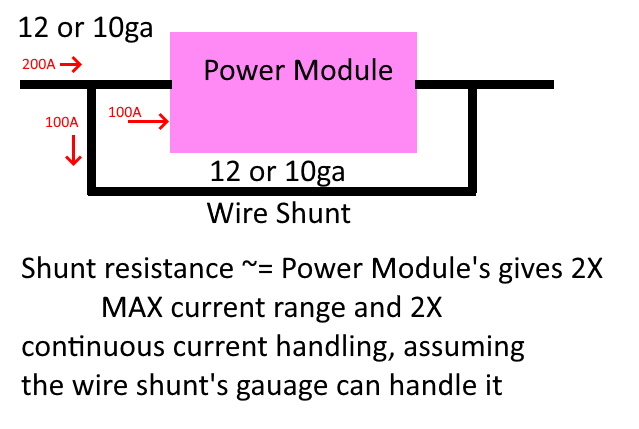 12 or 10ga
200A
Power Module
100A
100A
12 or 10ga
Wire Shunt
Shunt resistance ~= Power Module's gives 2X
MAX current range and 2X
continuous current handling, assuming
the wire shunt's gauage can handle it